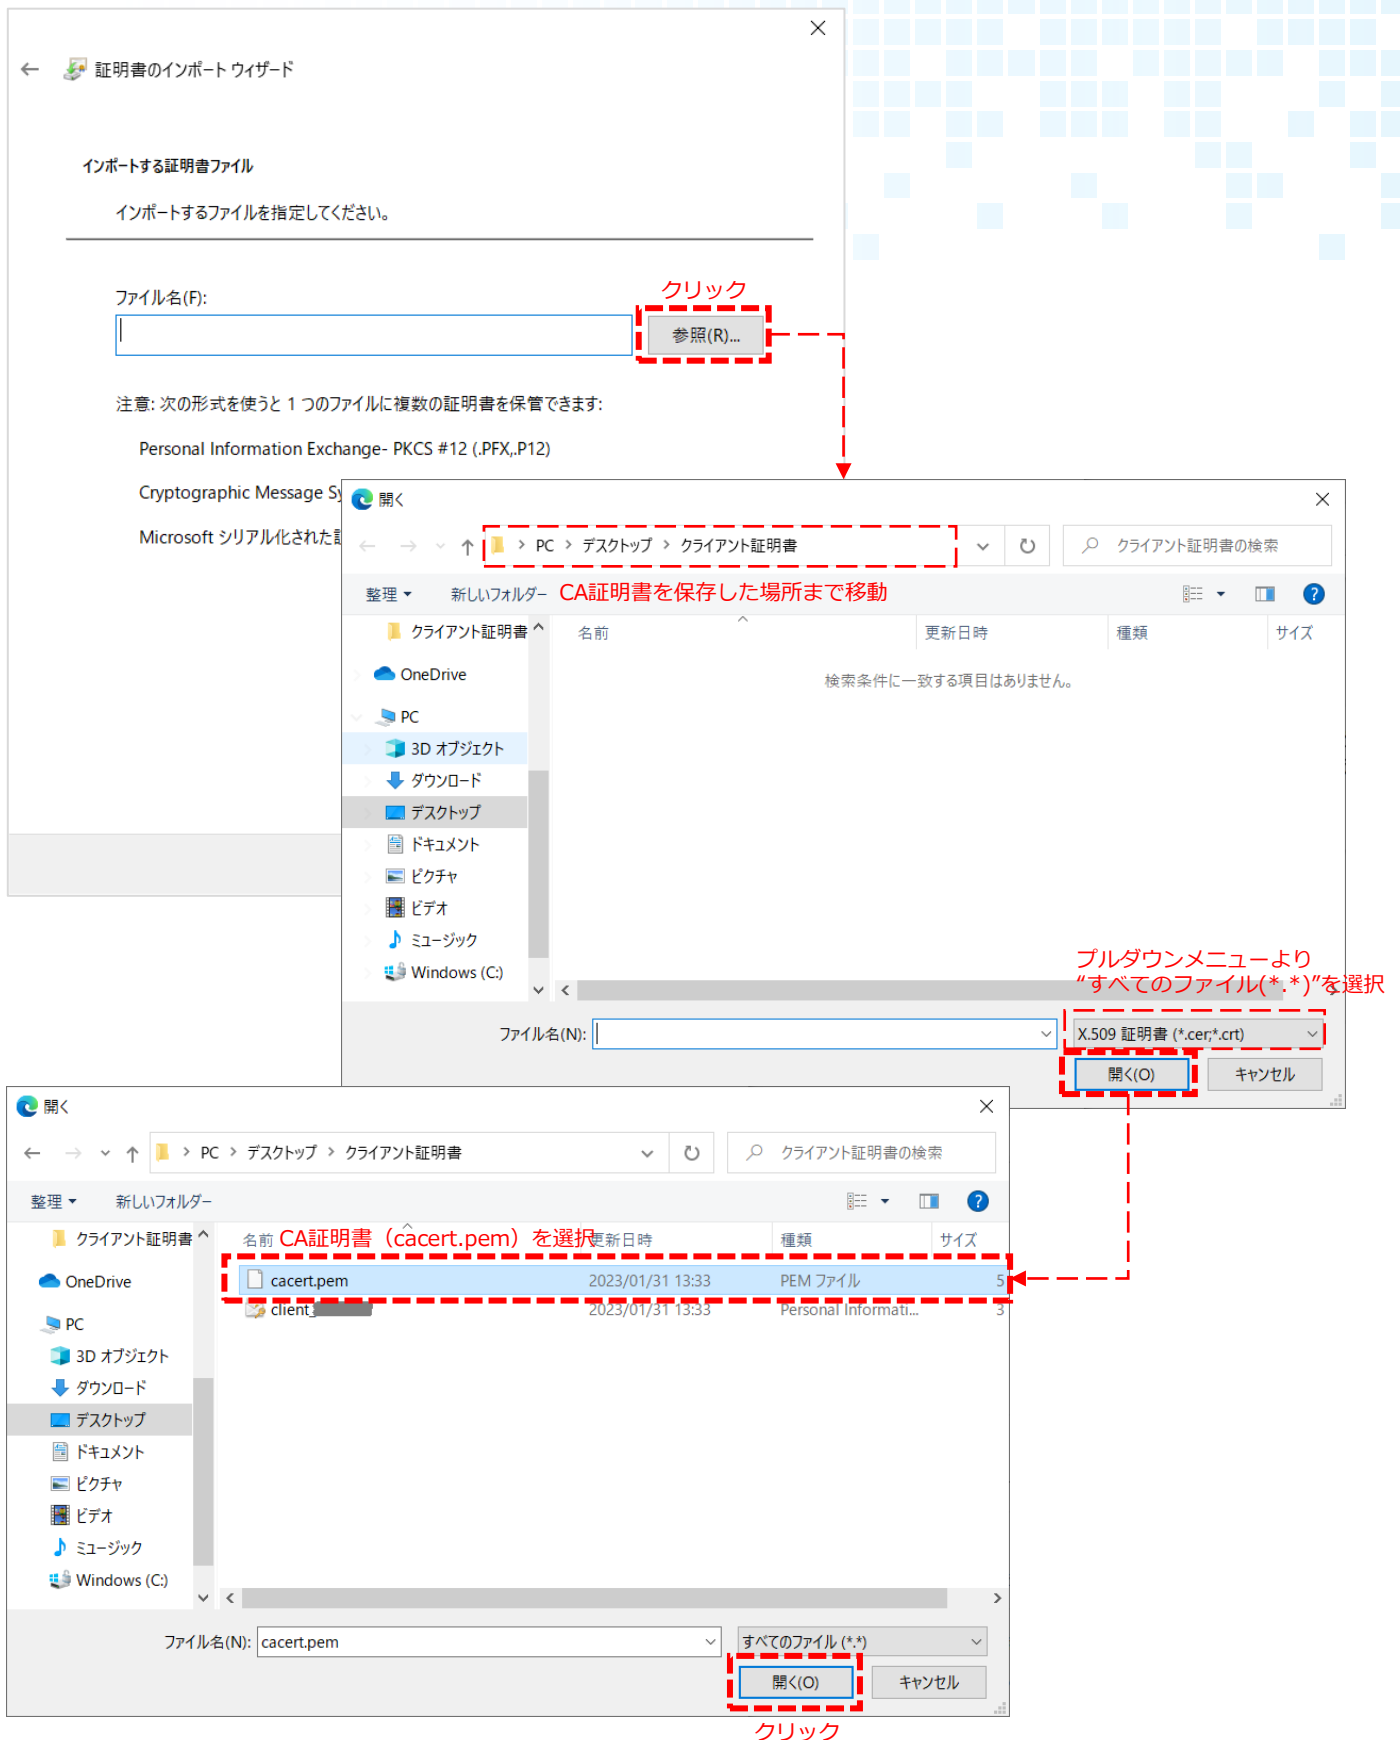 証明書のインポート ウィザード
インポートする証明書ファイル
インポートするファイルを指定してください。
ファイル名(F):
クリック
参照(R)...
注意: 次の形式を使うと 1 つのファイルに複数の証明書を保管できます:
Personal Information Exchange- PKCS #12 (.PFX,.P12)
Cryptographic Message
Microsoft シリアル化された
開く
PC デスクトップ クライアント証明書
クライアント証明書の検索
整理
新しいフォルダー
CA証明書を保存した場所まで移動
クライアント証明書
名前
更新日時
種類
サイズ
OneDrive
検索条件に一致する項目はありません。
PC
3D オブジェクト
ダウンロード
デスクトップ
ドキュメント
ピクチャ
ビデオ
ミュージック
Windows (C:)
プルダウンメニューより
“すべてのファイル(*.*)”を選択
ファイル名(N):
X.509 証明書 (*.cer;*.crt)
開く(O)
キャンセル
開く
PC デスクトップ クライアント証明書
クライアント証明書の検索
整理
新しいフォルダー
クライアント証明書
名前
CA証明書（cacert.pem）を選択
更新日時
種類
サイズ
OneDrive
cacert.pem 2023/01/31 13:33 PEM ファイル 5
client_ 2023/01/31 13:33 Personal Informati... 3
PC
3D オブジェクト
ダウンロード
デスクトップ
ドキュメント
ピクチャ
ビデオ
ミュージック
Windows (C:)
ファイル名(N): cacert.pem
すべてのファイル (*.*)
開く(O)
キャンセル
クリック